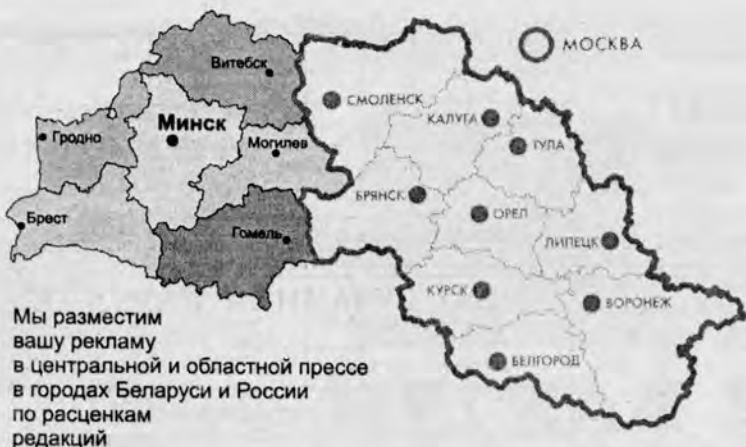 МОСКВА
Витебск
СМОЛЕНСК
Гродно
Минск
КАЛУГА
Могилев
ТУЛА
БРЯНСК
ОРЕЛ
Брест
Гомель
ЛИПЕЦК
КУРСК
ВОРОНЕЖ
БЕЛГОРОД
Мы разместим
вашу рекламу
в центральной и областной прессе
в городах Беларуси и России
по расценкам
редакций